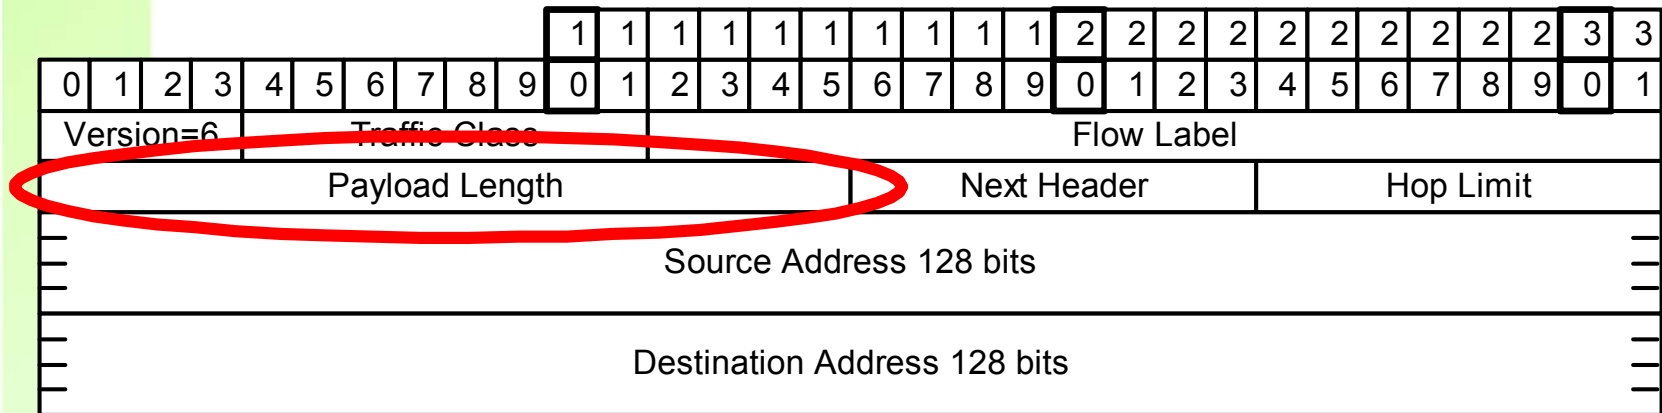 1 1 1 1 1 1 1 1 1 1 2 2 2 2 2 2 2 2 2 2 3 3
0 1 2 3 4 5 6 7 8 9 0 1 2 3 4 5 6 7 8 9 0 1 2 3 4 5 6 7 8 9 0 1
Version=6 Traffic Class Flow Label
Payload Length Next Header Hop Limit
Source Address 128 bits
Destination Address 128 bits